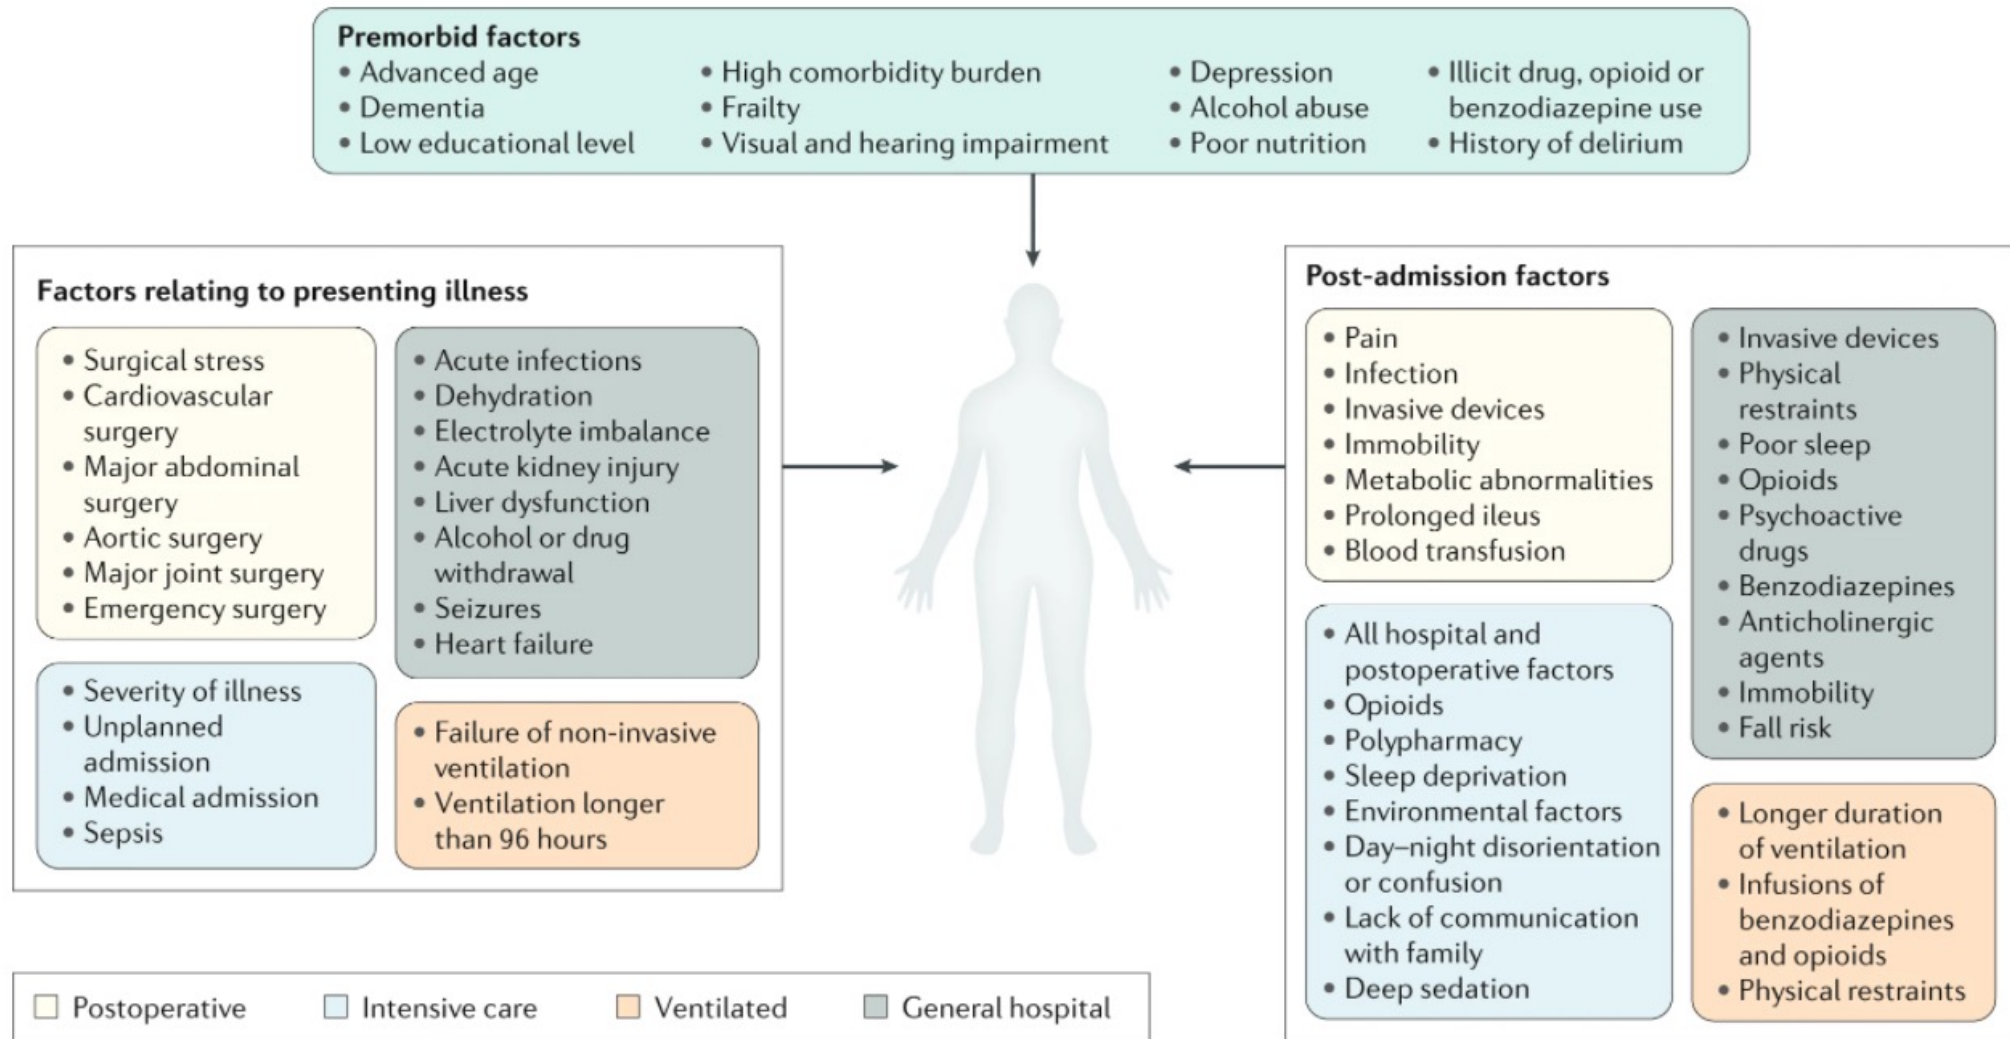 Premorbid factors
• Advanced age
• Dementia
• Low educational level
• High comorbidity burden
• Frailty
• Visual and hearing impairment
• Depression
• Alcohol abuse
• Poor nutrition
• Illicit drug, opioid or
benzodiazepine use
• History of delirium
Factors relating to presenting illness
• Surgical stress
• Cardiovascular
surgery
• Major abdominal
surgery
• Aortic surgery
• Major joint surgery
• Emergency surgery
• Acute infections
• Dehydration
• Electrolyte imbalance
• Acute kidney injury
• Liver dysfunction
• Alcohol or drug
withdrawal
• Seizures
• Heart failure
• Severity of illness
• Unplanned
admission
• Medical admission
• Sepsis
• Failure of non-invasive
ventilation
• Ventilation longer
than 96 hours
Post-admission factors
• Pain
• Infection
• Invasive devices
• Immobility
• Metabolic abnormalities
• Prolonged ileus
• Blood transfusion
• Invasive devices
• Physical
restraints
• Poor sleep
• Opioids
• Psychoactive
drugs
• Benzodiazepines
• Anticholinergic
agents
• Immobility
• Fall risk
• All hospital and
postoperative factors
• Opioids
• Polypharmacy
• Sleep deprivation
• Environmental factors
• Day–night disorientation
or confusion
• Lack of communication
with family
• Deep sedation
• Longer duration
of ventilation
• Infusions of
benzodiazepines
and opioids
• Physical restraints
Postoperative
Intensive care
Ventilated
General hospital